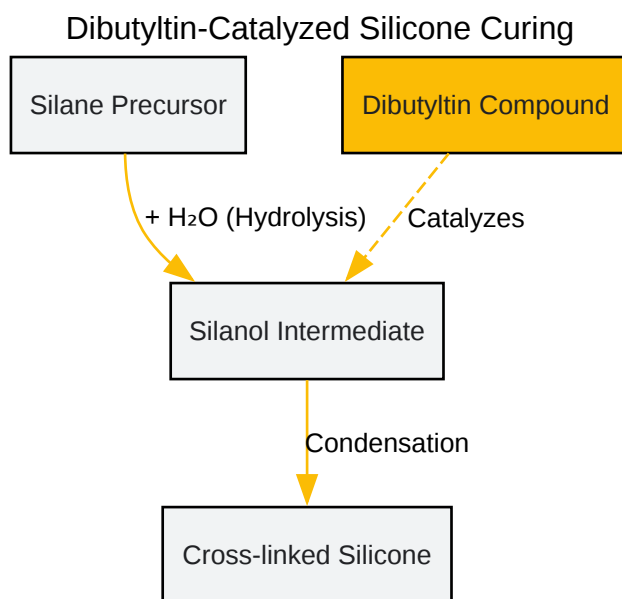 Dibutyltin-Catalyzed Silicone Curing
Silane Precursor
Dibutyltin Compound
+ H₂O (Hydrolysis)
Catalyzes
Silanol Intermediate
Condensation
Cross-linked Silicone